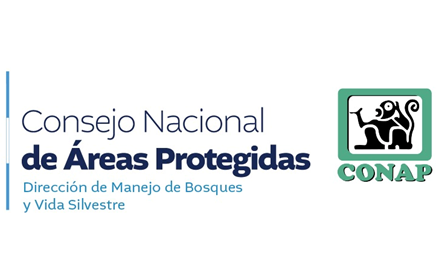 Consejo Nacional
de Áreas Protegidas
Dirección de Manejo de Bosques
y Vida Silvestre
CONAP